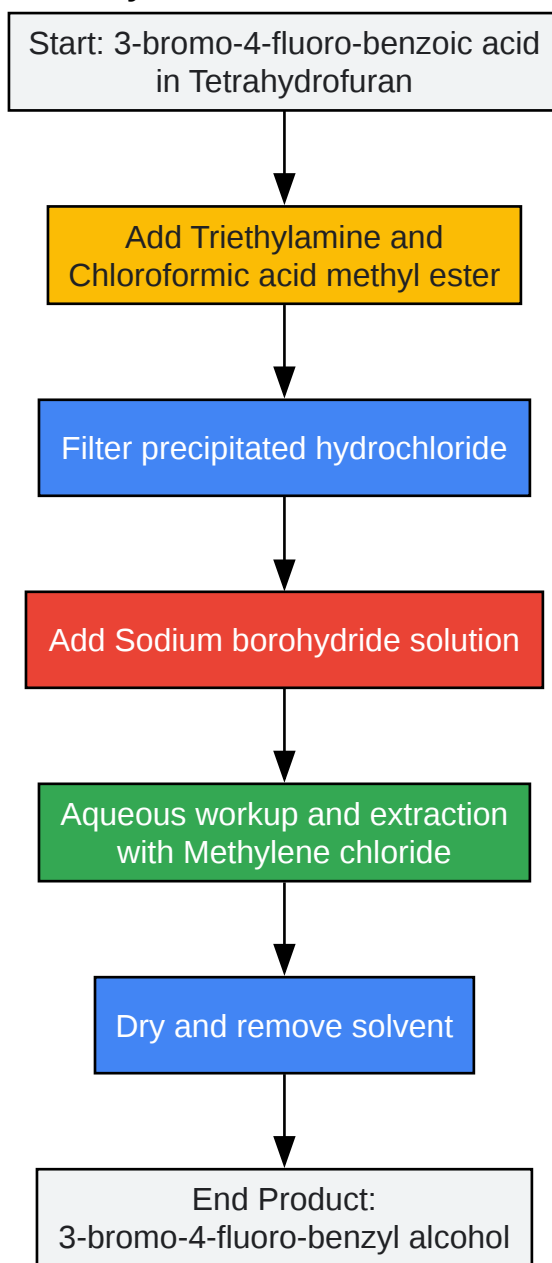 Start: 3-bromo-4-fluoro-benzoic acid
in Tetrahydrofuran
Add Triethylamine and
Chloroformic acid methyl ester
Filter precipitated hydrochloride
Add Sodium borohydride solution
Aqueous workup and extraction
with Methylene chloride
Dry and remove solvent
End Product:
3-bromo-4-fluoro-benzyl alcohol